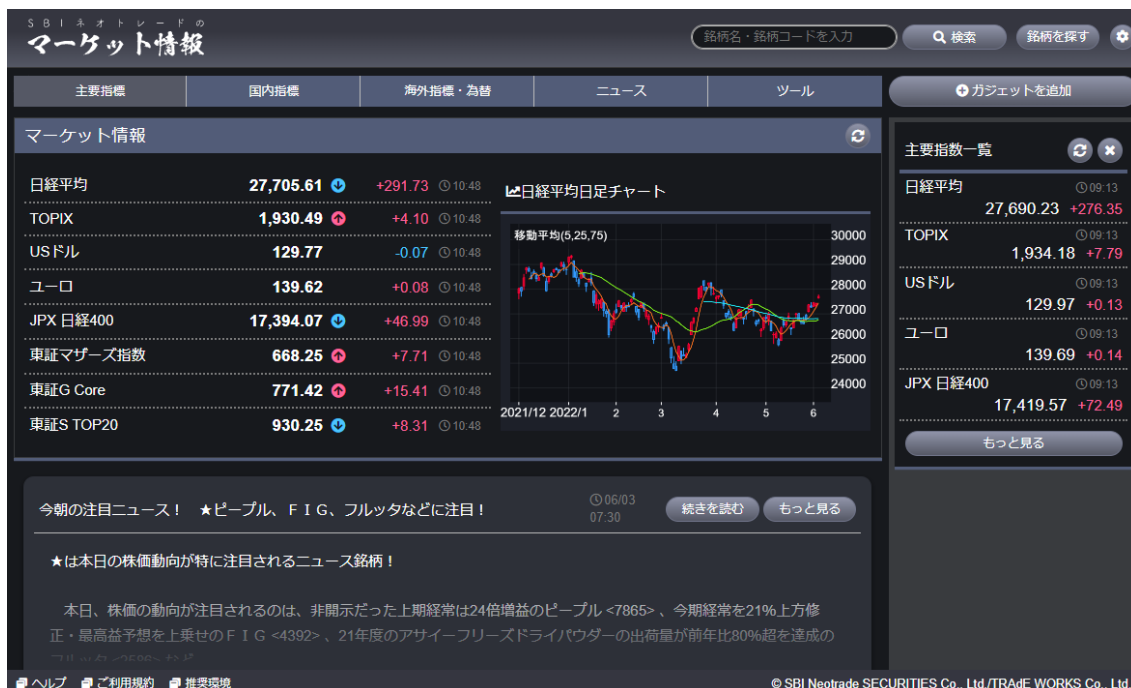 SBIネオトレードの
マーケット情報
銘柄名・銘柄コードを入力
検索
銘柄を探す
主要指標 国内指標 海外指標・為替 ニュース ツール
ガジェットを追加
マーケット情報
日経平均 27,705.61 +291.73 10:48
TOPIX 1,930.49 +4.10 10:48
USドル 129.77 -0.07 10:48
ユーロ 139.62 +0.08 10:48
JPX 日経400 17,394.07 +46.99 10:48
東証マザーズ指数 668.25 +7.71 10:48
東証G Core 771.42 +15.41 10:48
東証S TOP20 930.25 +8.31 10:48
日経平均日足チャート
移動平均(5,25,75)
30000
29000
28000
27000
26000
25000
24000
2021/12 2022/1 2 3 4 5 6
主要指数一覧
日経平均 09:13
27,690.23 +276.35
TOPIX 09:13
1,934.18 +7.79
USドル 09:13
129.97 +0.13
ユーロ 09:13
139.69 +0.14
JPX 日経400 09:13
17,419.57 +72.49
もっと見る
今朝の注目ニュース! ★ピープル、FIG、フルッタなどに注目!
06/03
07:30
続きを読む もっと見る
★は本日の株価動向が特に注目されるニュース銘柄!
本日、株価の動向が注目されるのは、非開示だった上期経常は24倍増益のピープル <7865> 、今期経常を21%上方修
正・最高益予想を上乗せのFIG <4392> 、21年度のアサイーフリーズドライパウダーの出荷量が前年比80%超を達成の
フルッタ <2586> など
ヘルプ ご利用規約 推奨環境
© SBI Neotrade SECURITIES Co., Ltd./TRAdE WORKS Co., Ltd